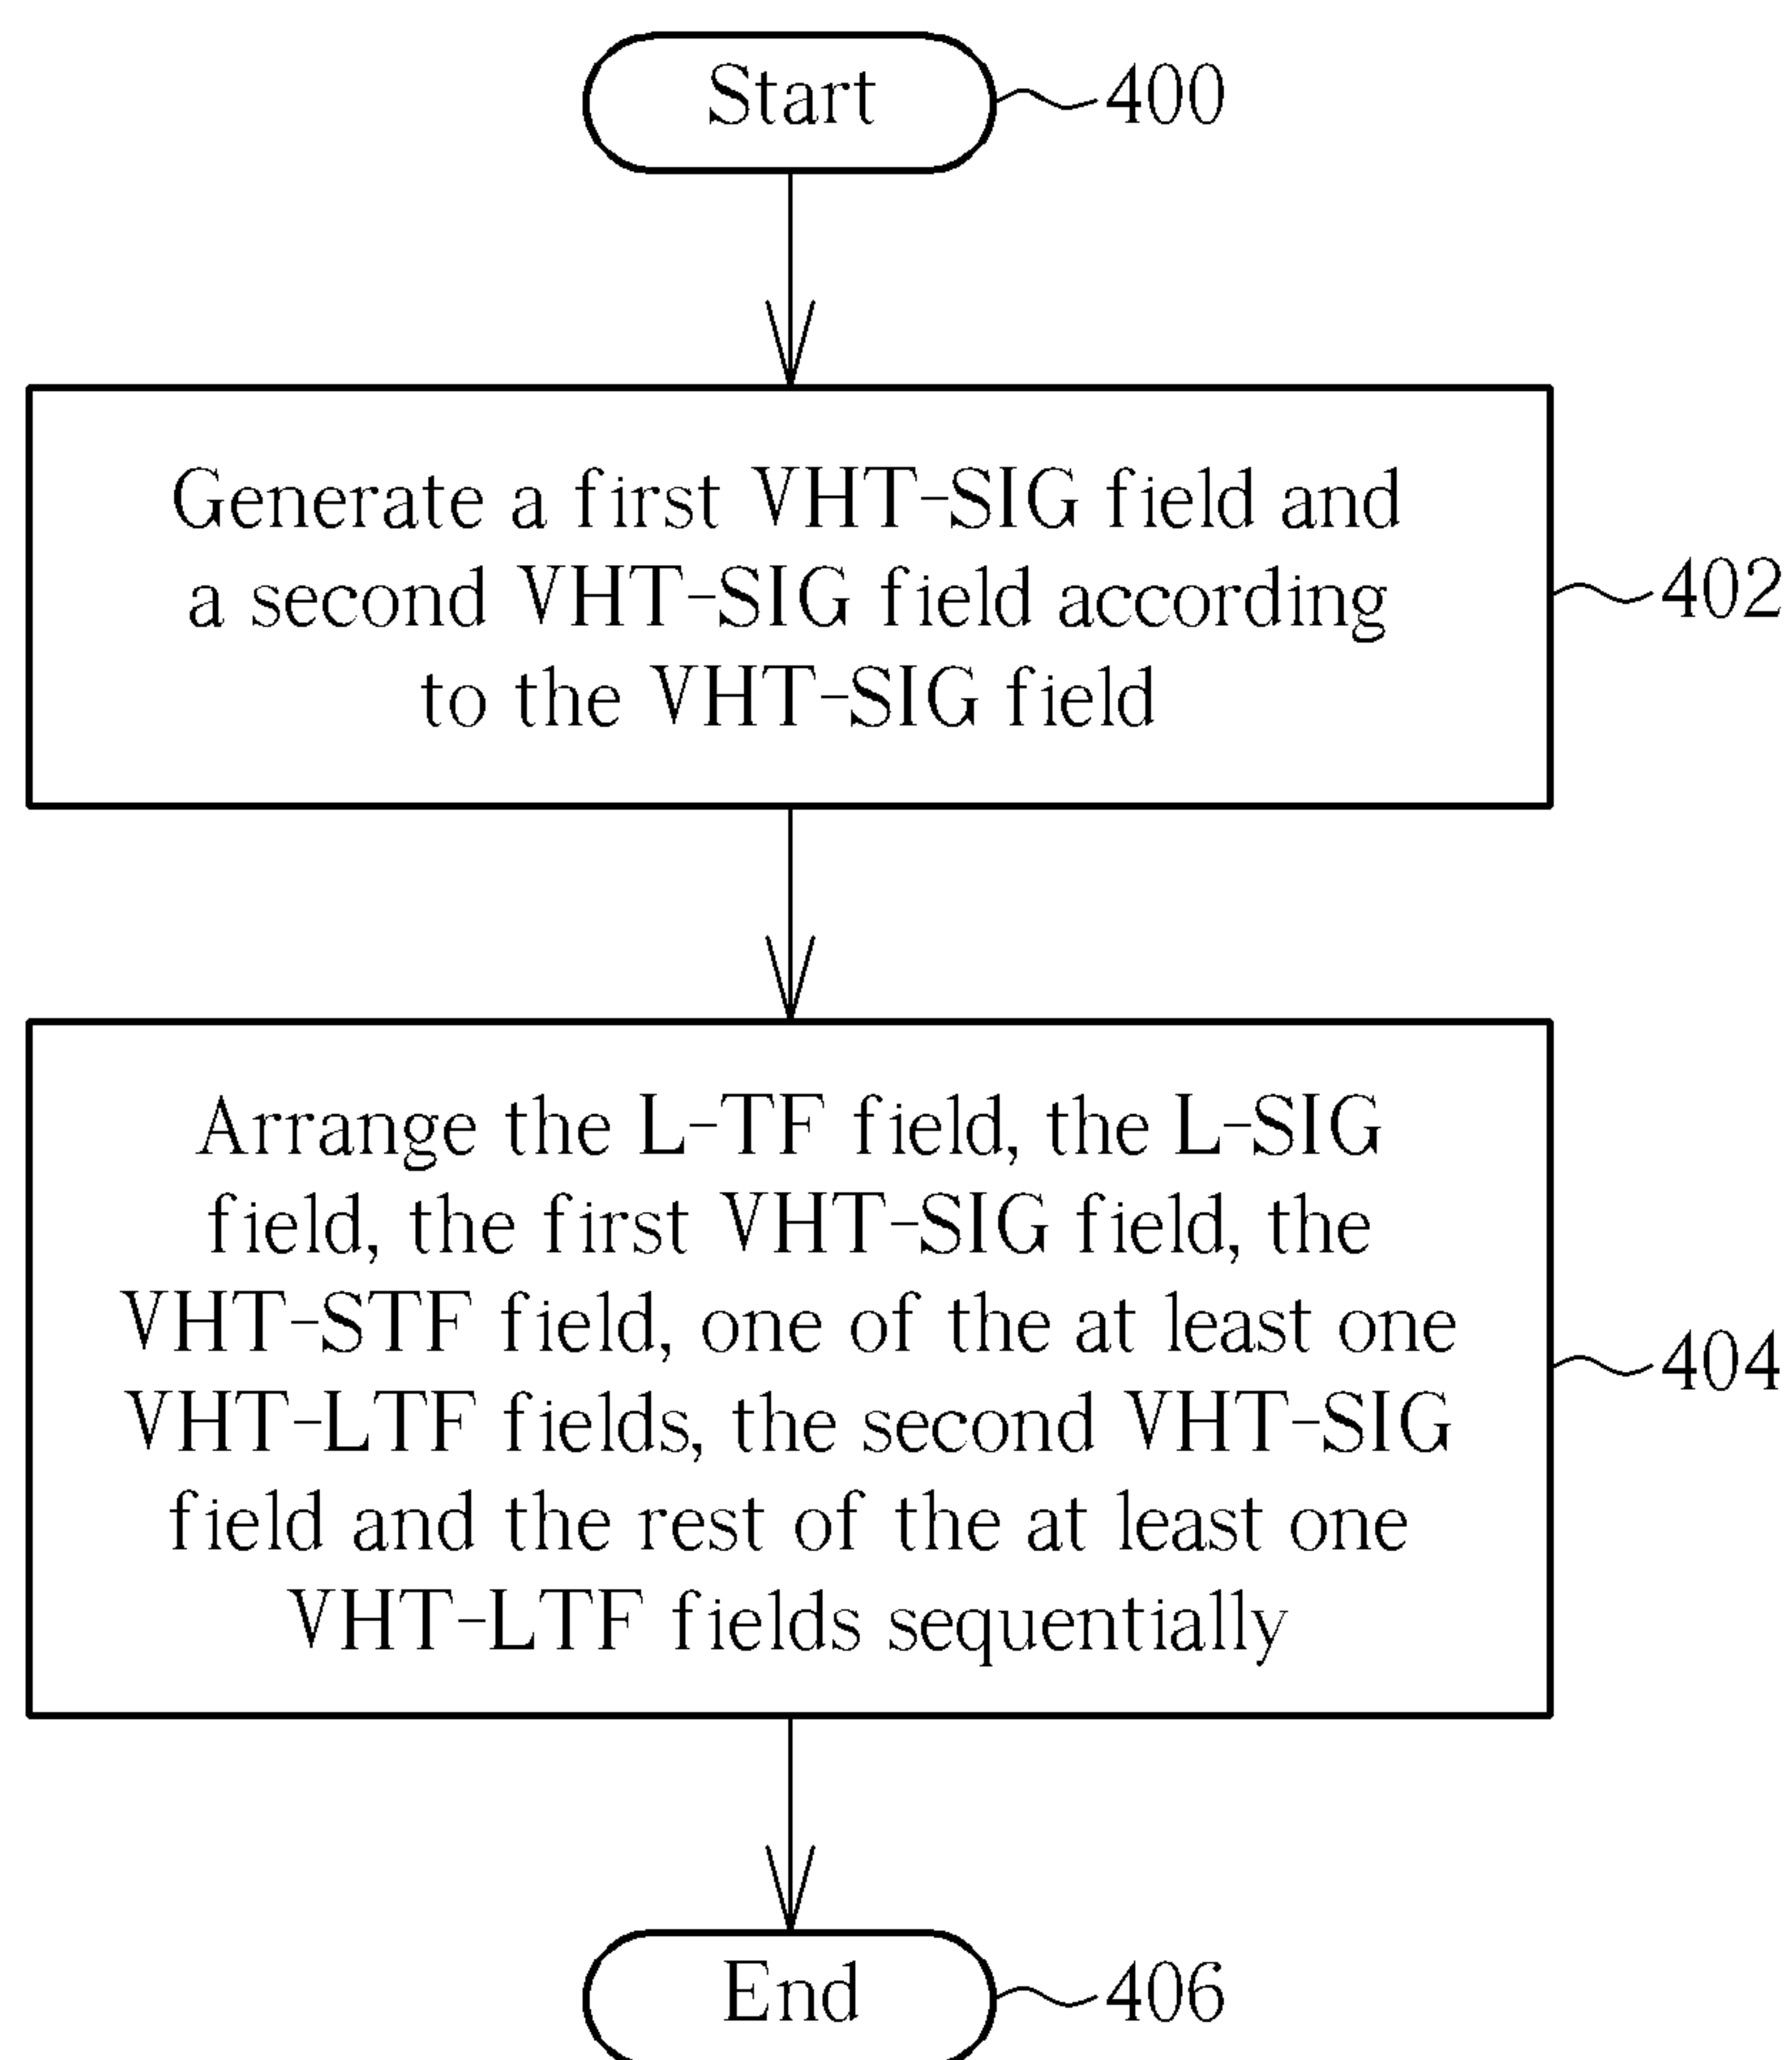 Start
400
Generate a first VHT-SIG field and
a second VHT-SIG field according
to the VHT-SIG field
402
Arrange the L-TF field, the L-SIG
field, the first VHT-SIG field, the
VHT-STF field, one of the at least one
VHT-LTF fields, the second VHT-SIG
field and the rest of the at least one
VHT-LTF fields sequentially
404
End
406